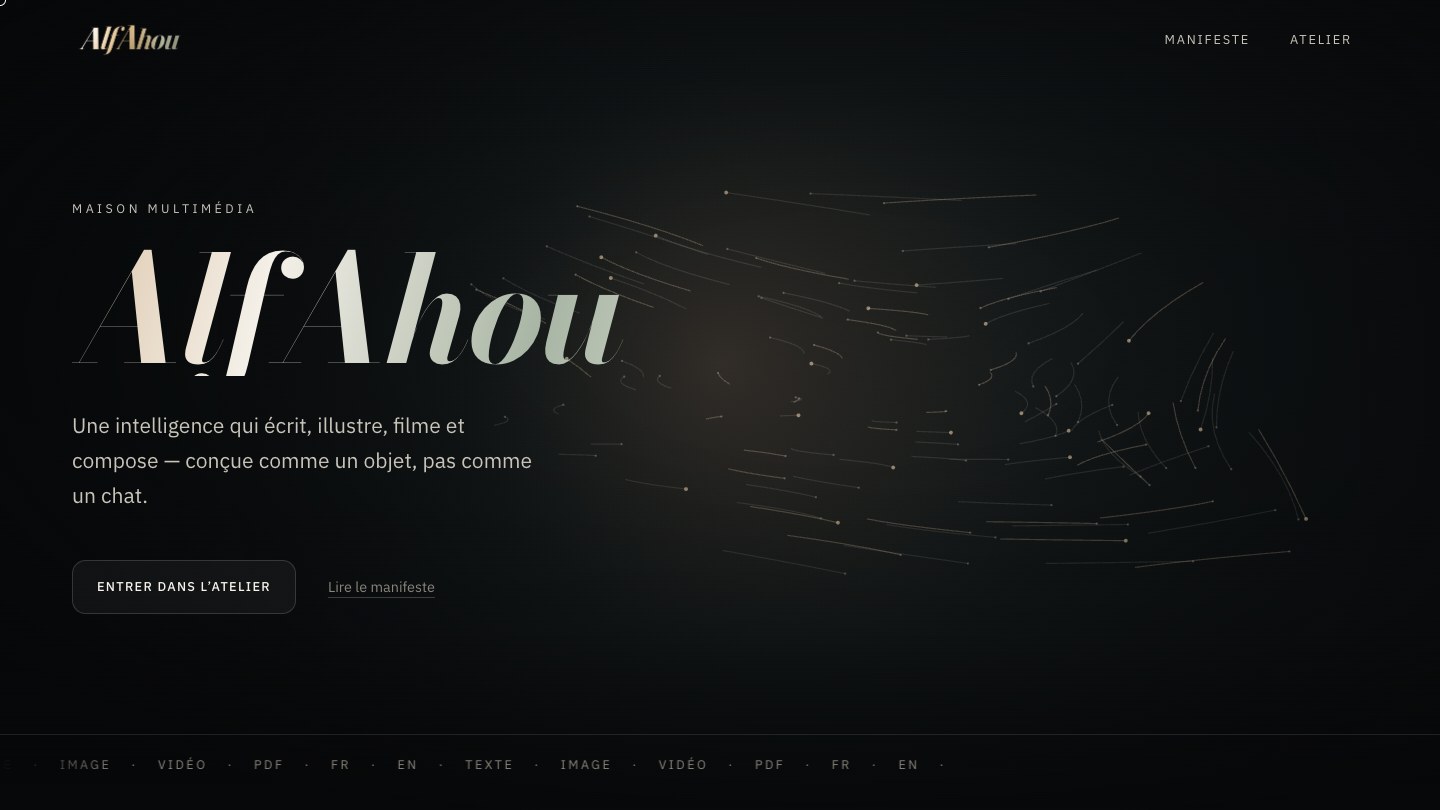 AlfAhou
MANIFESTE
ATELIER
MAISON MULTIMÉDIA
AlfAhou
Une intelligence qui écrit, illustre, filme et
compose — conçue comme un objet, pas comme
un chat.
ENTRER DANS L’ATELIER
Lire le manifeste
· IMAGE · VIDÉO · PDF · FR · EN · TEXTE · IMAGE · VIDÉO · PDF · FR · EN ·